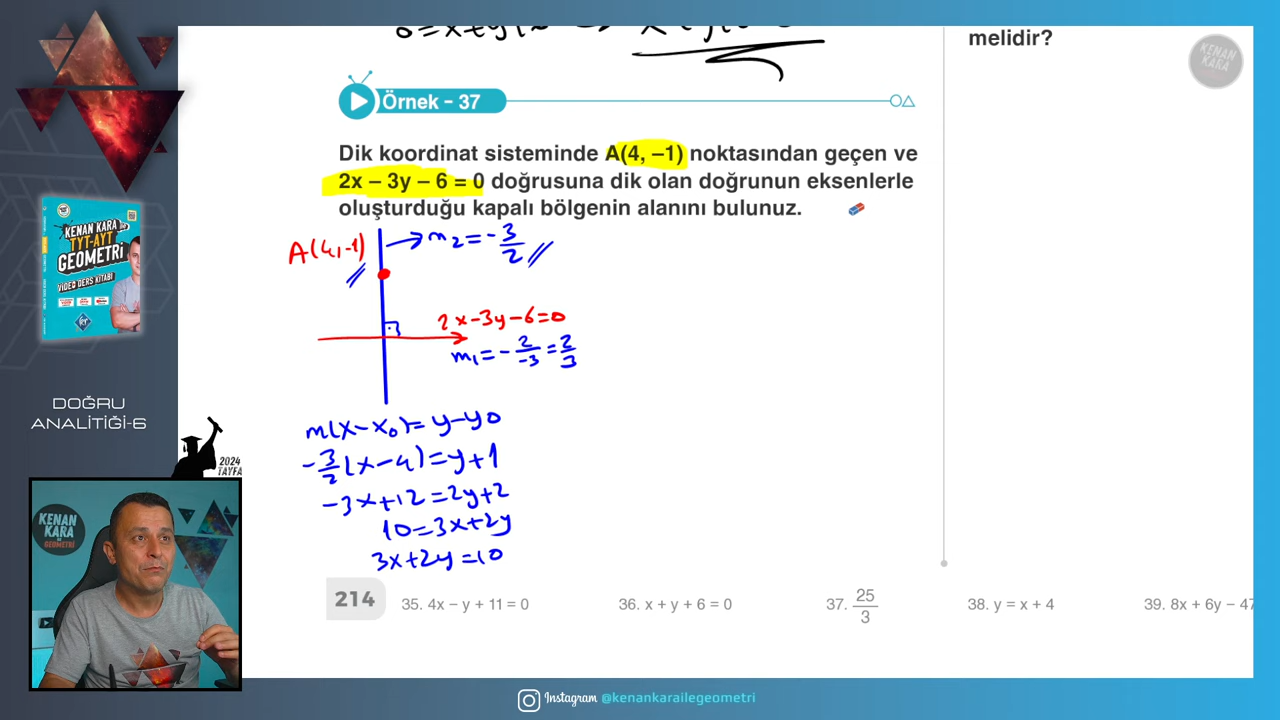 melidir?
KENAN
KARA
Örnek - 37
Dik koordinat sisteminde A(4, –1) noktasından geçen ve
2x – 3y – 6 = 0 doğrusuna dik olan doğrunun eksenlerle
oluşturduğu kapalı bölgenin alanını bulunuz.
A(4,-1)
m2=-3/2
2x-3y-6=0
m1=-2/-3=2/3
m(x-x0)=y-y0
-3/2(x-4)=y+1
-3x+12=2y+2
10=3x+2y
3x+2y=10
KENAN KARA
TYT-AYT
GEOMETRİ
VİDEO DERS KİTABI
DOĞRU
ANALİTİĞİ-6
2024
TAYFA
KENAN
KARA
GEOMETRİ
214
35. 4x – y + 11 = 0
36. x + y + 6 = 0
37. 25/3
38. y = x + 4
39. 8x + 6y – 47
Instagram @kenankarailegeometri